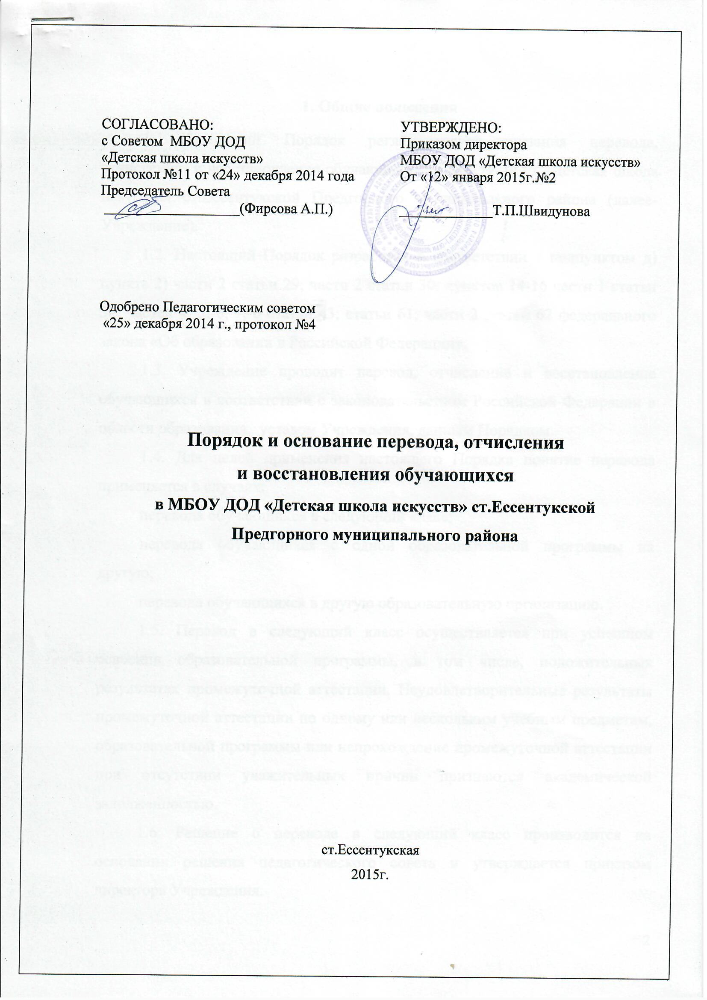 СОГЛАСОВАНО:
с Советом МБОУ ДОД
«Детская школа искусств»
Протокол №11 от «24» декабря 2014 года
Председатель Совета
(Фирсова А.П.)
УТВЕРЖДЕНО:
Приказом директора
МБОУ ДОД «Детская школа искусств»
От «12» января 2015г.№2
Т.П.Швидунова
Одобрено Педагогическим советом
«25» декабря 2014 г., протокол №4
Порядок и основание перевода, отчисления
и восстановления обучающихся
в МБОУ ДОД «Детская школа искусств» ст.Ессентукской
Предгорного муниципального района
ст.Ессентукская
2015г.